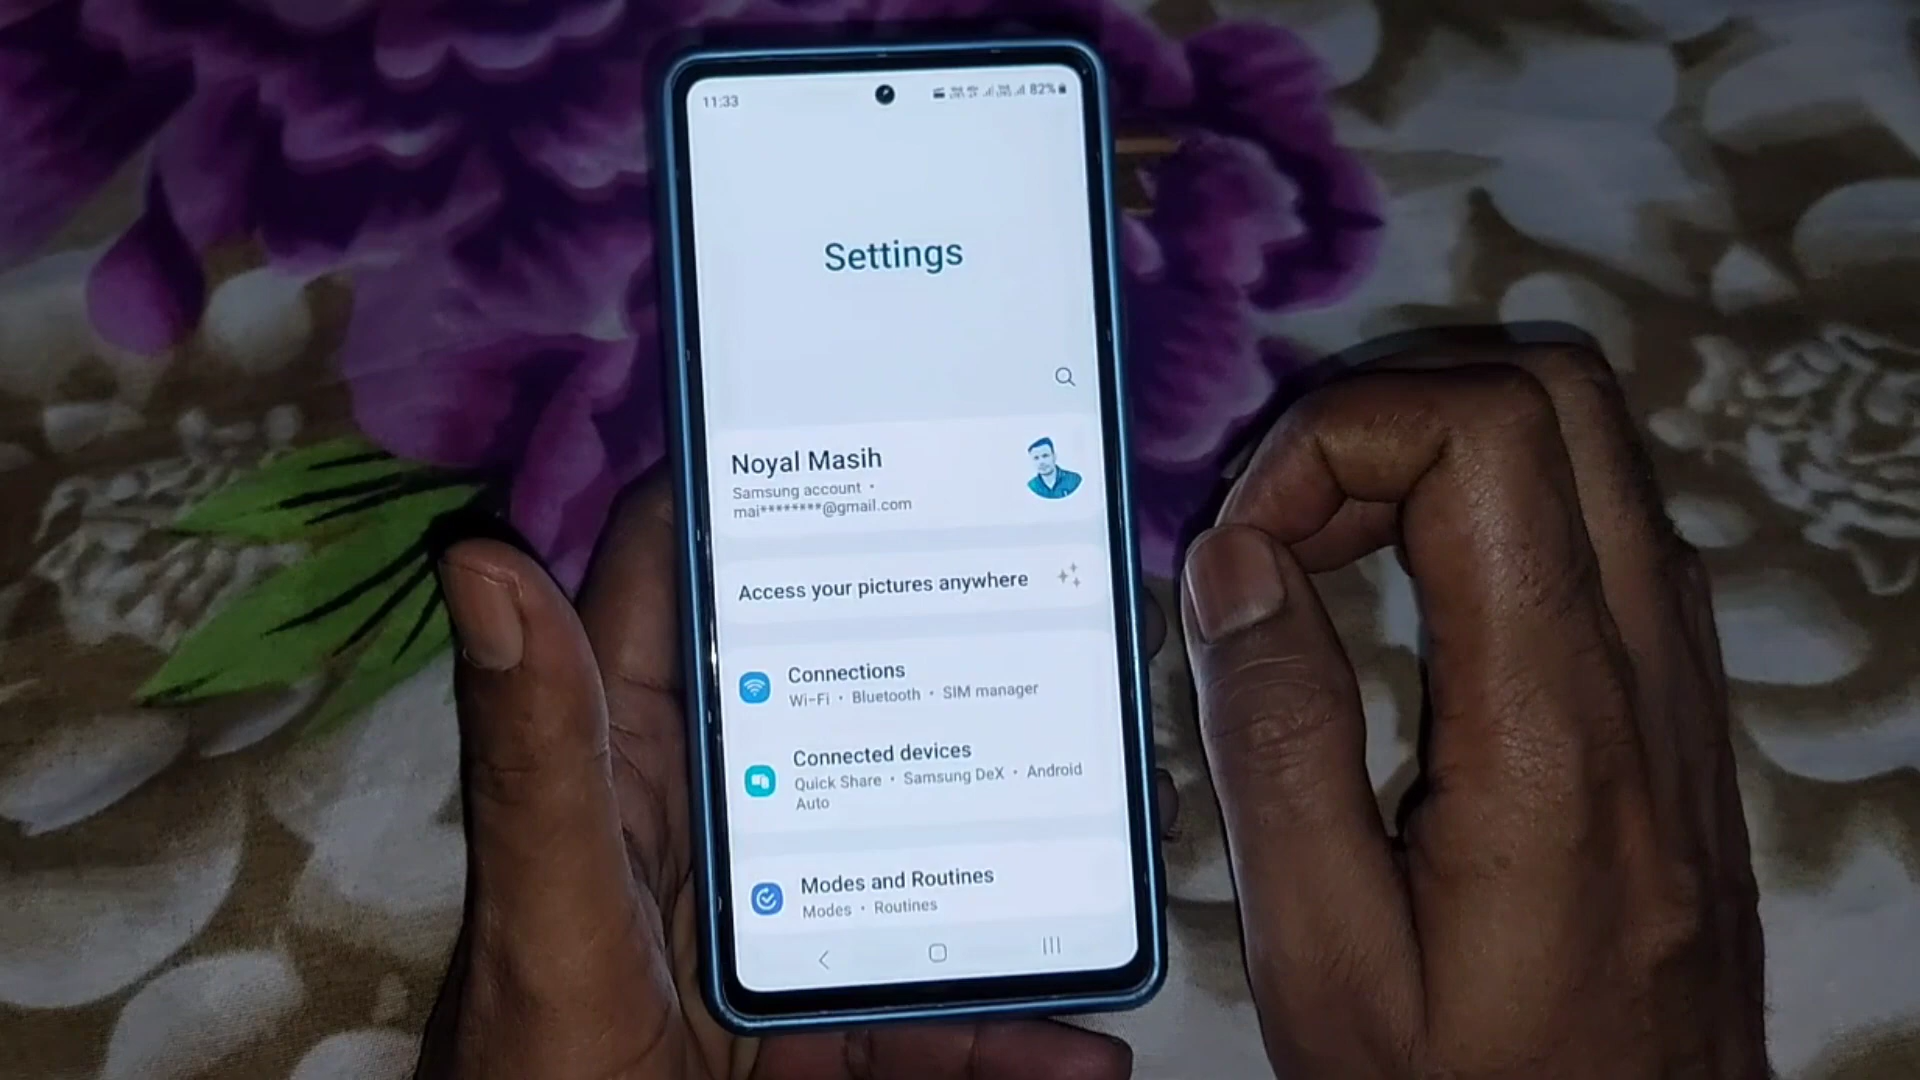 11:33
82%
Settings
Noyal Masih
Samsung account •
mai********@gmail.com
Access your pictures anywhere
Connections
Wi-Fi • Bluetooth • SIM manager
Connected devices
Quick Share • Samsung DeX • Android
Auto
Modes and Routines
Modes • Routines